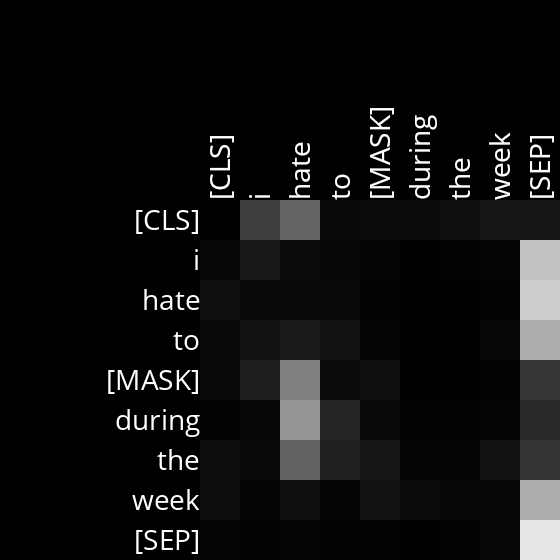 [CLS] i hate to [MASK] during the week [SEP]
[CLS]
i
hate
to
[MASK]
during
the
week
[SEP]